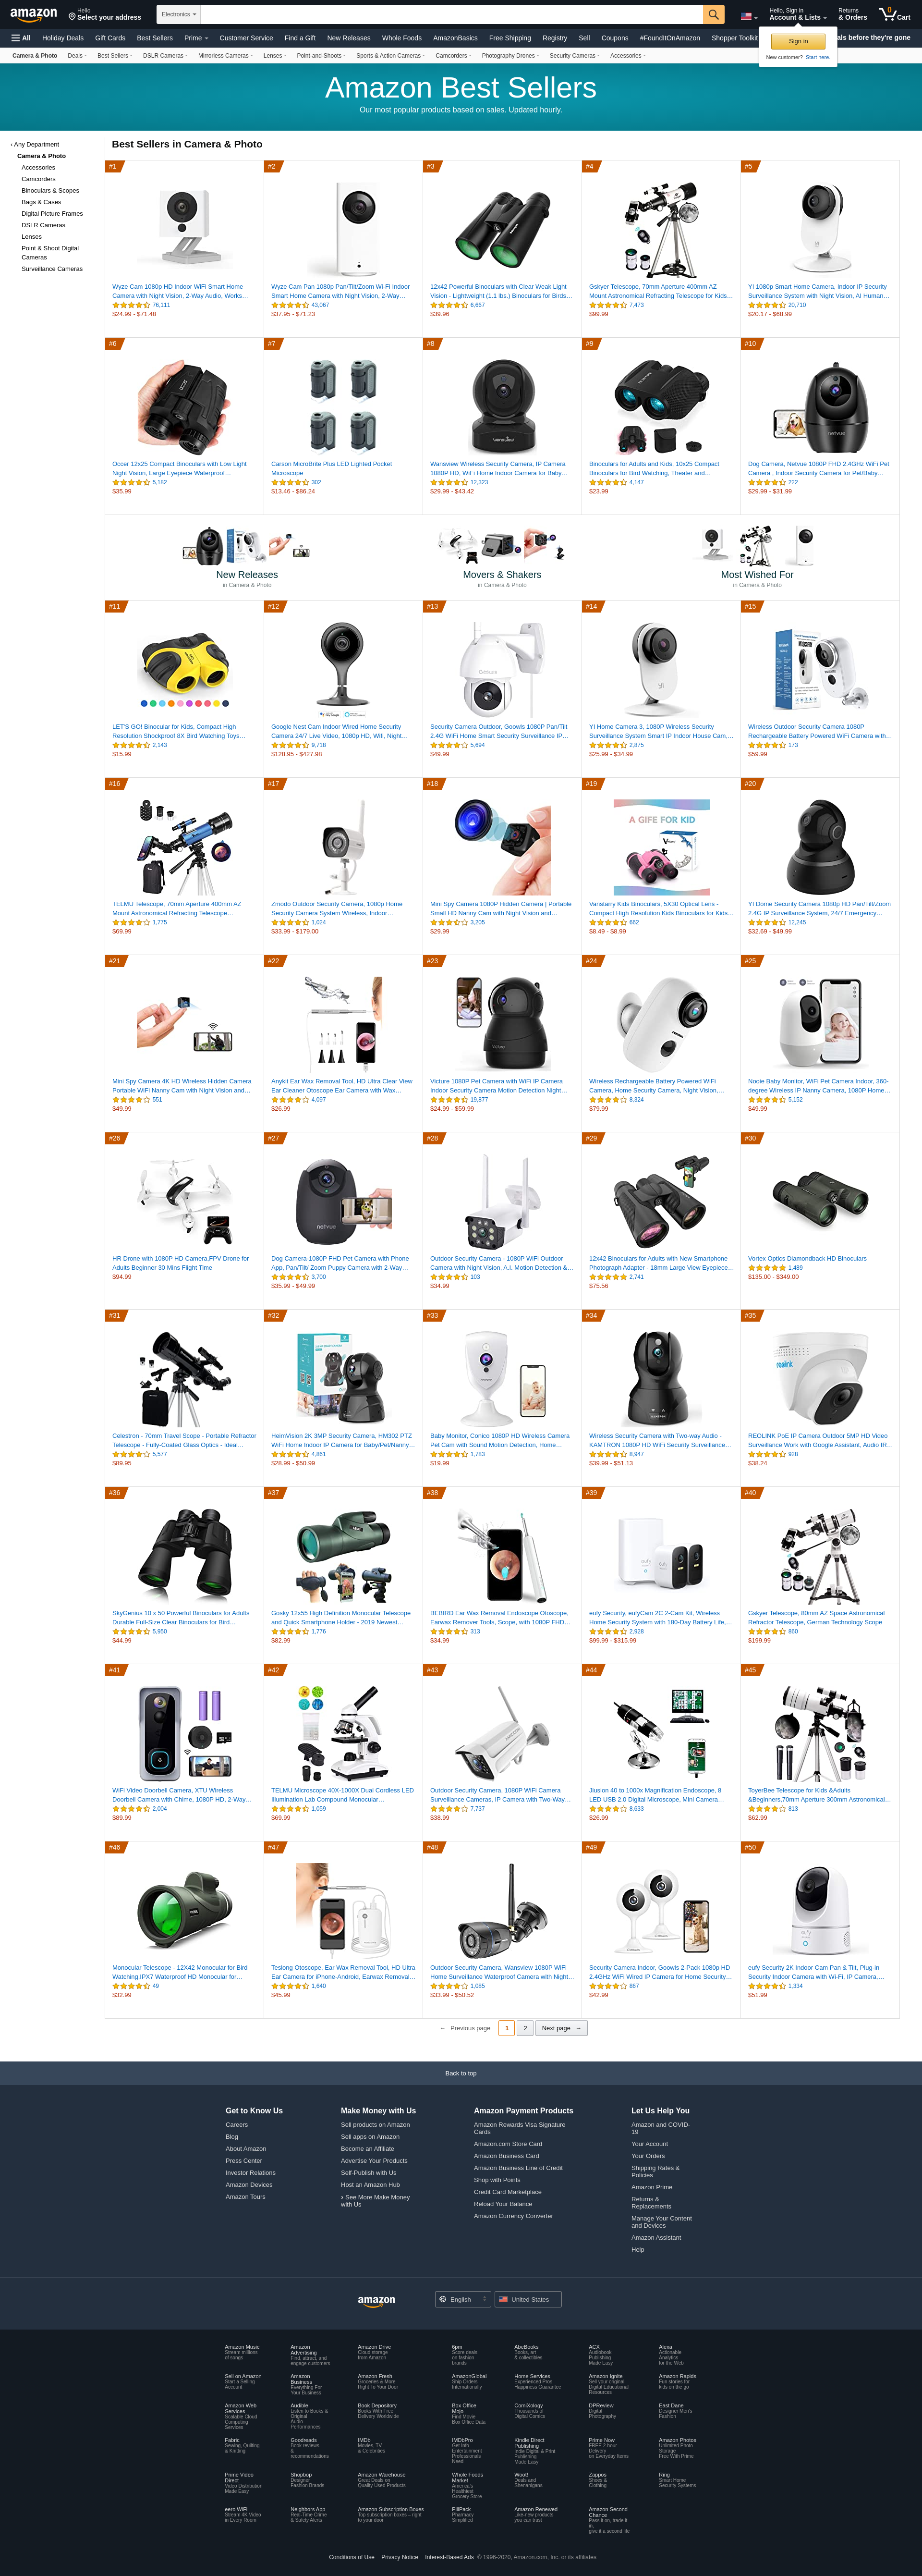 amazon
Hello
Select your address
Electronics
Hello, Sign in
Account & Lists
Returns
& Orders
0
Cart
All
Holiday Deals
Gift Cards
Best Sellers
Prime
Customer Service
Find a Gift
New Releases
Whole Foods
AmazonBasics
Free Shipping
Registry
Sell
Coupons
#FoundItOnAmazon
Shopper Toolkit
als before they're gone
Sign in
New customer? Start here.
Camera & Photo
Deals
Best Sellers
DSLR Cameras
Mirrorless Cameras
Lenses
Point-and-Shoots
Sports & Action Cameras
Camcorders
Photography Drones
Security Cameras
Accessories
Amazon Best Sellers
Our most popular products based on sales. Updated hourly.
‹ Any Department
Camera & Photo
Accessories
Camcorders
Binoculars & Scopes
Bags & Cases
Digital Picture Frames
DSLR Cameras
Lenses
Point & Shoot Digital
Cameras
Surveillance Cameras
Best Sellers in Camera & Photo
#1
Wyze Cam 1080p HD Indoor WiFi Smart Home
Camera with Night Vision, 2-Way Audio, Works…
76,111
$24.99 - $71.48
#2
Wyze Cam Pan 1080p Pan/Tilt/Zoom Wi-Fi Indoor
Smart Home Camera with Night Vision, 2-Way…
43,067
$37.95 - $71.23
#3
12x42 Powerful Binoculars with Clear Weak Light
Vision - Lightweight (1.1 lbs.) Binoculars for Birds…
6,667
$39.96
#4
Gskyer Telescope, 70mm Aperture 400mm AZ
Mount Astronomical Refracting Telescope for Kids…
7,473
$99.99
#5
YI 1080p Smart Home Camera, Indoor IP Security
Surveillance System with Night Vision, AI Human…
20,710
$20.17 - $68.99
#6
Occer 12x25 Compact Binoculars with Low Light
Night Vision, Large Eyepiece Waterproof…
5,162
$35.99
#7
Carson MicroBrite Plus LED Lighted Pocket
Microscope
302
$13.46 - $86.24
#8
Wansview Wireless Security Camera, IP Camera
1080P HD, WiFi Home Indoor Camera for Baby…
12,323
$29.99 - $43.42
#9
Binoculars for Adults and Kids, 10x25 Compact
Binoculars for Bird Watching, Theater and…
4,147
$23.99
#10
netvue
Dog Camera, Netvue 1080P FHD 2.4GHz WiFi Pet
Camera , Indoor Security Camera for Pet/Baby…
222
$29.99 - $31.99
New Releases
in Camera & Photo
Movers & Shakers
in Camera & Photo
Most Wished For
in Camera & Photo
#11
LET'S GO! Binocular for Kids, Compact High
Resolution Shockproof 8X Bird Watching Toys…
2,143
$15.99
#12
Google Nest Cam Indoor Wired Home Security
Camera 24/7 Live Video, 1080p HD, Wifi, Night…
9,718
$128.95 - $427.98
#13
Security Camera Outdoor, Goowls 1080P Pan/Tilt
2.4G WiFi Home Smart Security Surveillance IP…
5,694
$49.99
#14
YI Home Camera 3, 1080P Wireless Security
Surveillance System Smart IP Indoor House Cam,…
2,875
$25.99 - $34.99
#15
Wireless Outdoor Security Camera 1080P
Rechargeable Battery Powered WiFi Camera with…
173
$59.99
#16
TELMU Telescope, 70mm Aperture 400mm AZ
Mount Astronomical Refracting Telescope…
1,775
$69.99
#17
Zmodo Outdoor Security Camera, 1080p Home
Security Camera System Wireless, Indoor…
1,024
$33.99 - $179.00
#18
Mini Spy Camera 1080P Hidden Camera | Portable
Small HD Nanny Cam with Night Vision and…
3,205
$29.99
#19
A GIFE FOR KID
Vanstarry Kids Binoculars, 5X30 Optical Lens -
Compact High Resolution Kids Binoculars for Kids…
662
$8.49 - $8.99
#20
YI Dome Security Camera 1080p HD Pan/Tilt/Zoom
2.4G IP Surveillance System, 24/7 Emergency…
12,245
$32.69 - $49.99
#21
Mini Spy Camera 4K HD Wireless Hidden Camera
Portable WiFi Nanny Cam with Night Vision and…
551
$49.99
#22
Anykit Ear Wax Removal Tool, HD Ultra Clear View
Ear Cleaner Otoscope Ear Camera with Wax…
4,097
$26.99
#23
Victure
Victure 1080P Pet Camera with WiFi IP Camera
Indoor Security Camera Motion Detection Night…
19,877
$24.99 - $59.99
#24
Wireless Rechargeable Battery Powered WiFi
Camera, Home Security Camera, Night Vision,…
8,324
$79.99
#25
Nooie Baby Monitor, WiFi Pet Camera Indoor, 360-
degree Wireless IP Nanny Camera, 1080P Home…
5,152
$49.99
#26
HR Drone with 1080P HD Camera,FPV Drone for
Adults Beginner 30 Mins Flight Time
$94.99
#27
netvue
Dog Camera-1080P FHD Pet Camera with Phone
App, Pan/Tilt/ Zoom Puppy Camera with 2-Way…
3,700
$35.99 - $49.99
#28
Outdoor Security Camera - 1080P WiFi Outdoor
Camera with Night Vision, A.I. Motion Detection &…
103
$34.99
#29
12x42 Binoculars for Adults with New Smartphone
Photograph Adapter - 18mm Large View Eyepiece…
2,741
$75.56
#30
Vortex Optics Diamondback HD Binoculars
1,489
$135.00 - $349.00
#31
Celestron - 70mm Travel Scope - Portable Refractor
Telescope - Fully-Coated Glass Optics - Ideal…
5,577
$89.95
#32
HeimVision 2K 3MP Security Camera, HM302 PTZ
WiFi Home Indoor IP Camera for Baby/Pet/Nanny…
4,861
$28.99 - $50.99
#33
Baby Monitor, Conico 1080P HD Wireless Camera
Pet Cam with Sound Motion Detection, Home…
1,783
$19.99
#34
Wireless Security Camera with Two-way Audio -
KAMTRON 1080P HD WiFi Security Surveillance…
8,947
$39.99 - $51.13
#35
reolink
REOLINK PoE IP Camera Outdoor 5MP HD Video
Surveillance Work with Google Assistant, Audio IR…
928
$38.24
#36
SkyGenius 10 x 50 Powerful Binoculars for Adults
Durable Full-Size Clear Binoculars for Bird…
5,950
$44.99
#37
Gosky 12x55 High Definition Monocular Telescope
and Quick Smartphone Holder - 2019 Newest…
1,776
$82.99
#38
BEBIRD Ear Wax Removal Endoscope Otoscope,
Earwax Remover Tools, Scope, with 1080P FHD…
313
$34.99
#39
eufy Security, eufyCam 2C 2-Cam Kit, Wireless
Home Security System with 180-Day Battery Life,…
2,928
$99.99 - $315.99
#40
Gskyer Telescope, 80mm AZ Space Astronomical
Refractor Telescope, German Technology Scope
860
$199.99
#41
WiFi Video Doorbell Camera, XTU Wireless
Doorbell Camera with Chime, 1080P HD, 2-Way…
2,004
$89.99
#42
TELMU Microscope 40X-1000X Dual Cordless LED
Illumination Lab Compound Monocular…
1,059
$69.99
#43
Outdoor Security Camera, 1080P WiFi Camera
Surveillance Cameras, IP Camera with Two-Way…
7,737
$38.99
#44
Jiusion 40 to 1000x Magnification Endoscope, 8
LED USB 2.0 Digital Microscope, Mini Camera…
8,633
$26.99
#45
ToyerBee Telescope for Kids &Adults
&Beginners,70mm Aperture 300mm Astronomical…
813
$62.99
#46
Monocular Telescope - 12X42 Monocular for Bird
Watching,IPX7 Waterproof HD Monocular for…
49
$32.99
#47
Teslong Otoscope, Ear Wax Removal Tool, HD Ultra
Ear Camera for iPhone-Android, Earwax Removal…
1,640
$45.99
#48
Outdoor Security Camera, Wansview 1080P WiFi
Home Surveillance Waterproof Camera with Night…
1,085
$33.99 - $50.52
#49
Security Camera Indoor, Goowls 2-Pack 1080p HD
2.4GHz WiFi Wired IP Camera for Home Security…
867
$42.99
#50
eufy Security 2K Indoor Cam Pan & Tilt, Plug-in
Security Indoor Camera with Wi-Fi, IP Camera,…
1,334
$51.99
← Previous page 1 2 Next page →
Back to top
Get to Know Us
Careers
Blog
About Amazon
Press Center
Investor Relations
Amazon Devices
Amazon Tours
Make Money with Us
Sell products on Amazon
Sell apps on Amazon
Become an Affiliate
Advertise Your Products
Self-Publish with Us
Host an Amazon Hub
› See More Make Money
with Us
Amazon Payment Products
Amazon Rewards Visa Signature
Cards
Amazon.com Store Card
Amazon Business Card
Amazon Business Line of Credit
Shop with Points
Credit Card Marketplace
Reload Your Balance
Amazon Currency Converter
Let Us Help You
Amazon and COVID-
19
Your Account
Your Orders
Shipping Rates &
Policies
Amazon Prime
Returns &
Replacements
Manage Your Content
and Devices
Amazon Assistant
Help
amazon
English
United States
Amazon Music
Stream millions
of songs
Amazon
Advertising
Find, attract, and
engage customers
Amazon Drive
Cloud storage
from Amazon
6pm
Score deals
on fashion
brands
AbeBooks
Books, art
& collectibles
ACX
Audiobook
Publishing
Made Easy
Alexa
Actionable
Analytics
for the Web
Sell on Amazon
Start a Selling
Account
Amazon
Business
Everything For
Your Business
Amazon Fresh
Groceries & More
Right To Your Door
AmazonGlobal
Ship Orders
Internationally
Home Services
Experienced Pros
Happiness Guarantee
Amazon Ignite
Sell your original
Digital Educational
Resources
Amazon Rapids
Fun stories for
kids on the go
Amazon Web
Services
Scalable Cloud
Computing
Services
Audible
Listen to Books &
Original
Audio
Performances
Book Depository
Books With Free
Delivery Worldwide
Box Office
Mojo
Find Movie
Box Office Data
ComiXology
Thousands of
Digital Comics
DPReview
Digital
Photography
East Dane
Designer Men's
Fashion
Fabric
Sewing, Quilting
& Knitting
Goodreads
Book reviews
&
recommendations
IMDb
Movies, TV
& Celebrities
IMDbPro
Get Info
Entertainment
Professionals
Need
Kindle Direct
Publishing
Indie Digital & Print
Publishing
Made Easy
Prime Now
FREE 2-hour
Delivery
on Everyday Items
Amazon Photos
Unlimited Photo
Storage
Free With Prime
Prime Video
Direct
Video Distribution
Made Easy
Shopbop
Designer
Fashion Brands
Amazon Warehouse
Great Deals on
Quality Used Products
Whole Foods
Market
America's
Healthiest
Grocery Store
Woot!
Deals and
Shenanigans
Zappos
Shoes &
Clothing
Ring
Smart Home
Security Systems
eero WiFi
Stream 4K Video
in Every Room
Neighbors App
Real-Time Crime
& Safety Alerts
Amazon Subscription Boxes
Top subscription boxes – right
to your door
PillPack
Pharmacy
Simplified
Amazon Renewed
Like-new products
you can trust
Amazon Second
Chance
Pass it on, trade it
in,
give it a second life
Conditions of Use Privacy Notice Interest-Based Ads © 1996-2020, Amazon.com, Inc. or its affiliates